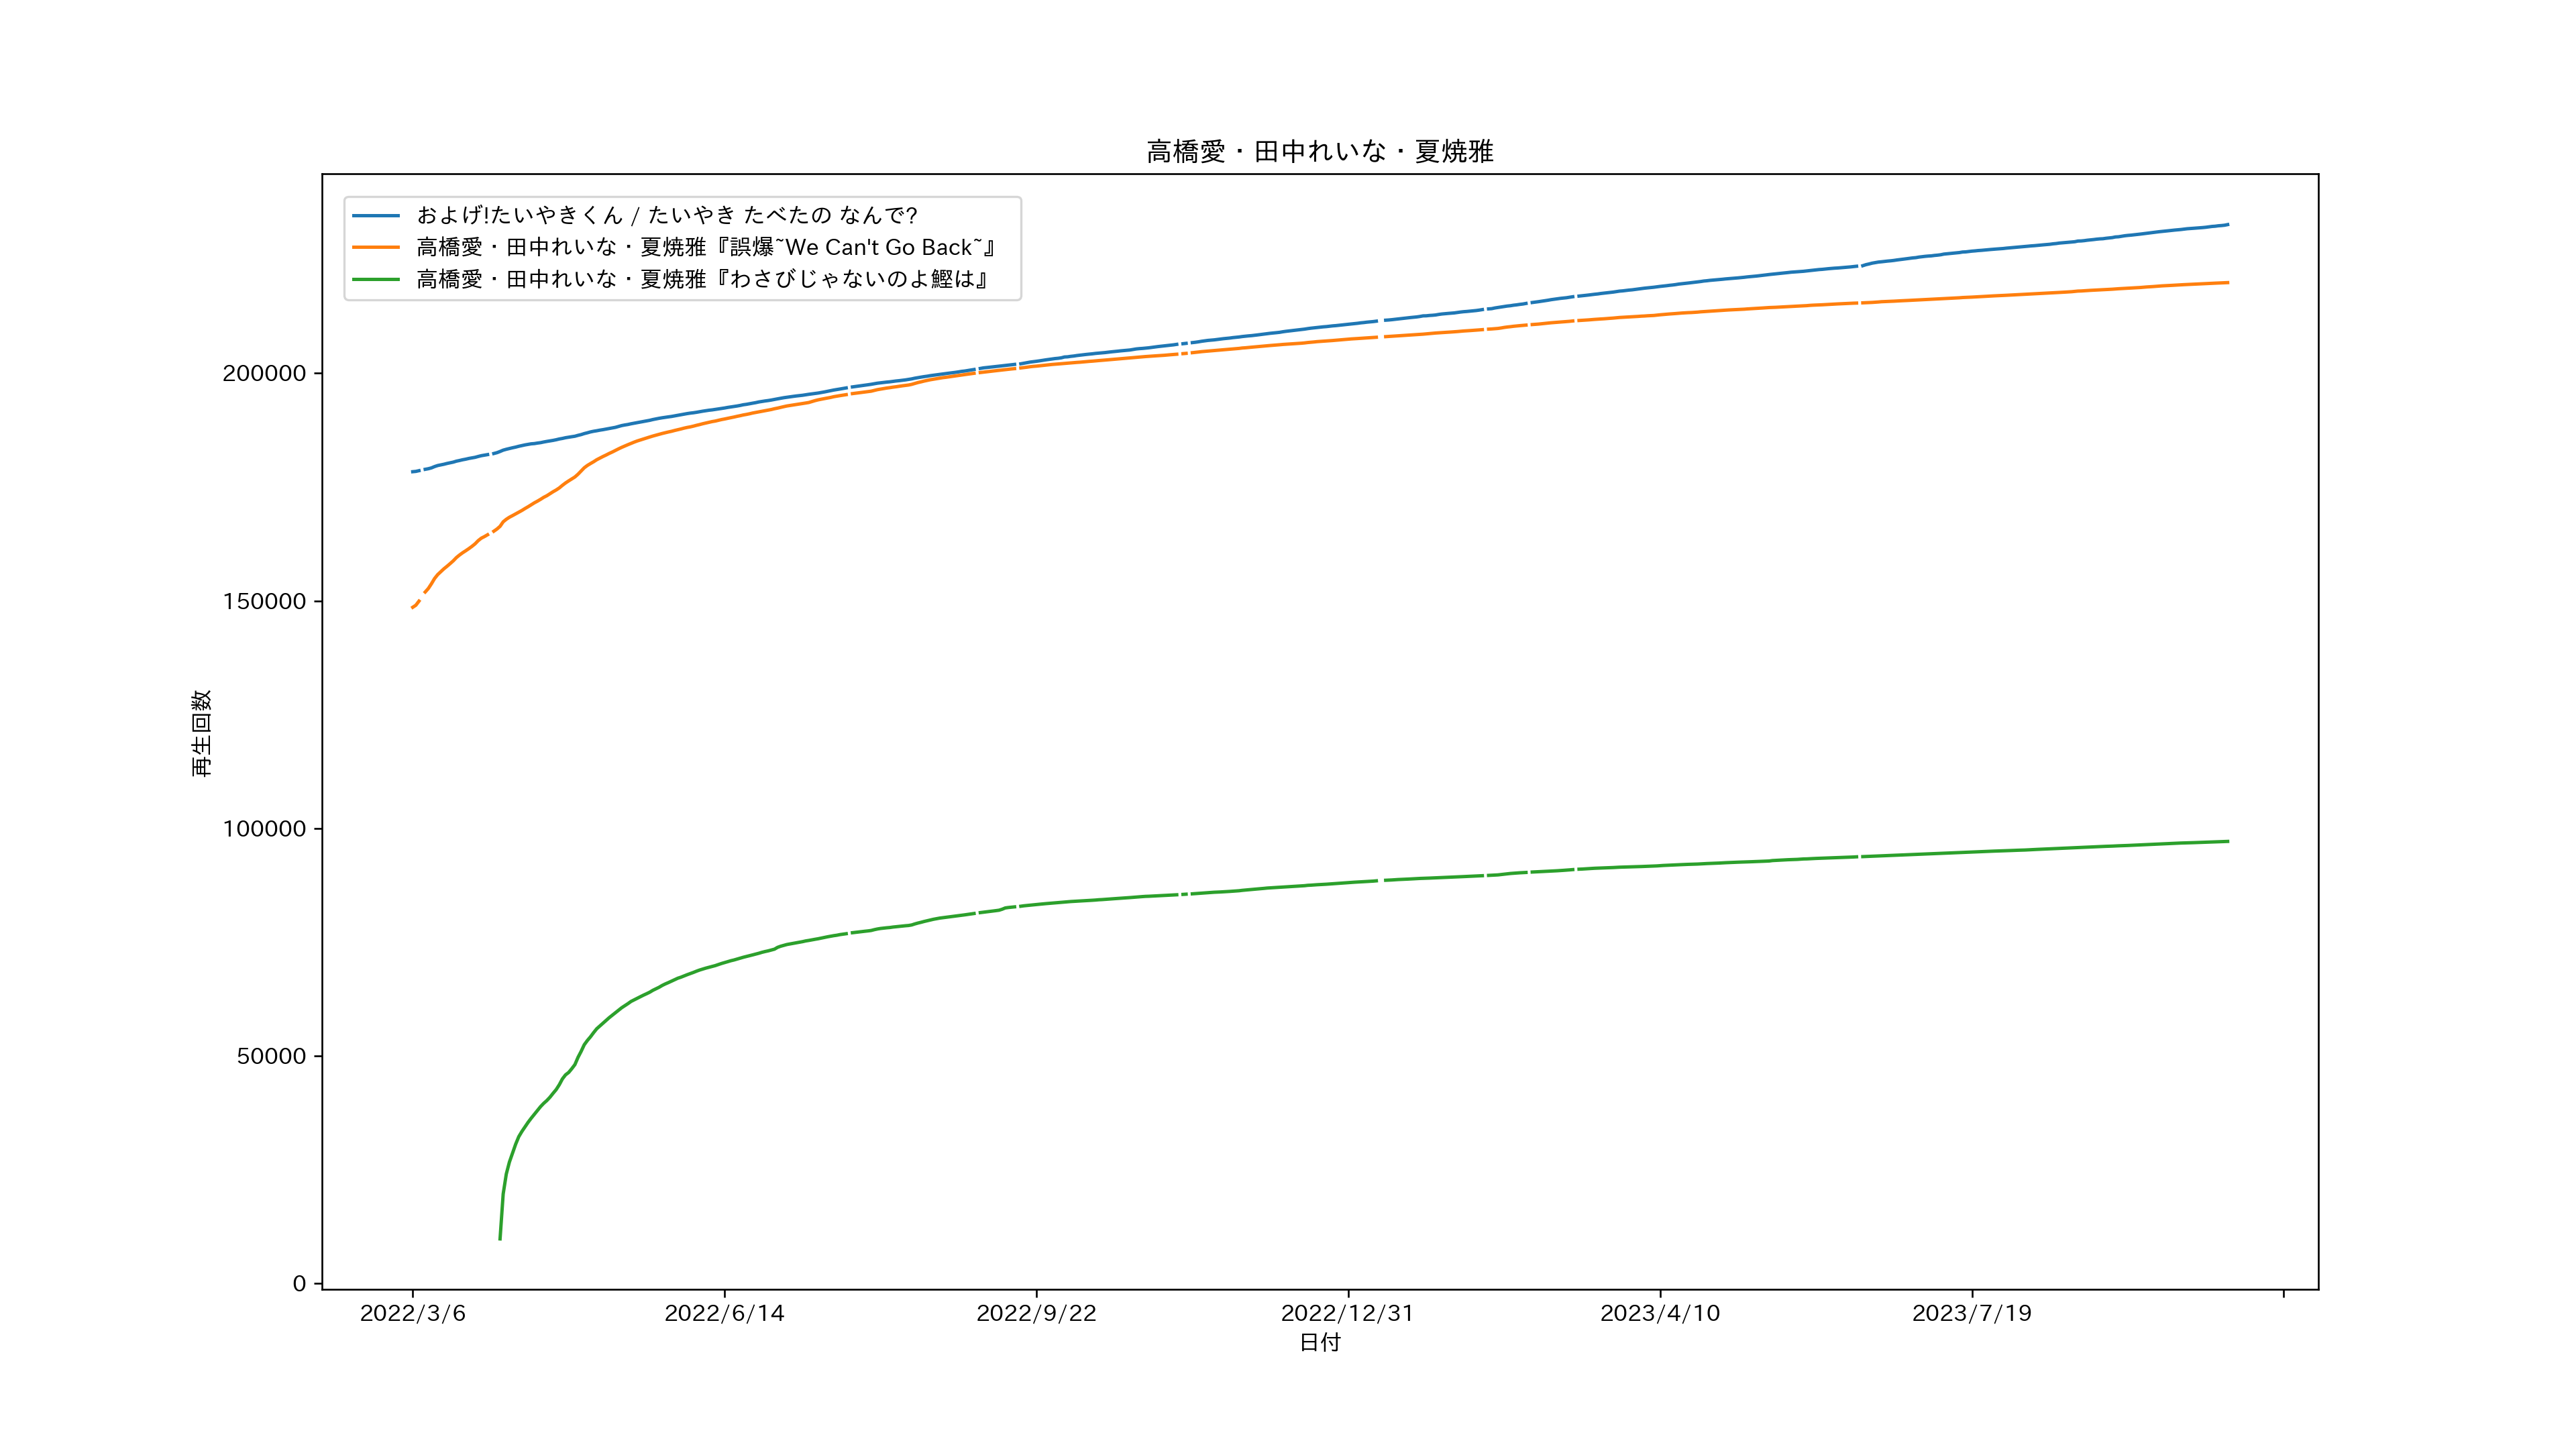 高橋愛・田中れいな・夏焼雅
およげ!たいやきくん / たいやき たべたの なんで?
高橋愛・田中れいな・夏焼雅『誤爆~We Can't Go Back~』
高橋愛・田中れいな・夏焼雅『わさびじゃないのよ鰹は』
200000
150000
100000
50000
0
再生回数
2022/3/6 2022/6/14 2022/9/22 2022/12/31 2023/4/10 2023/7/19
日付